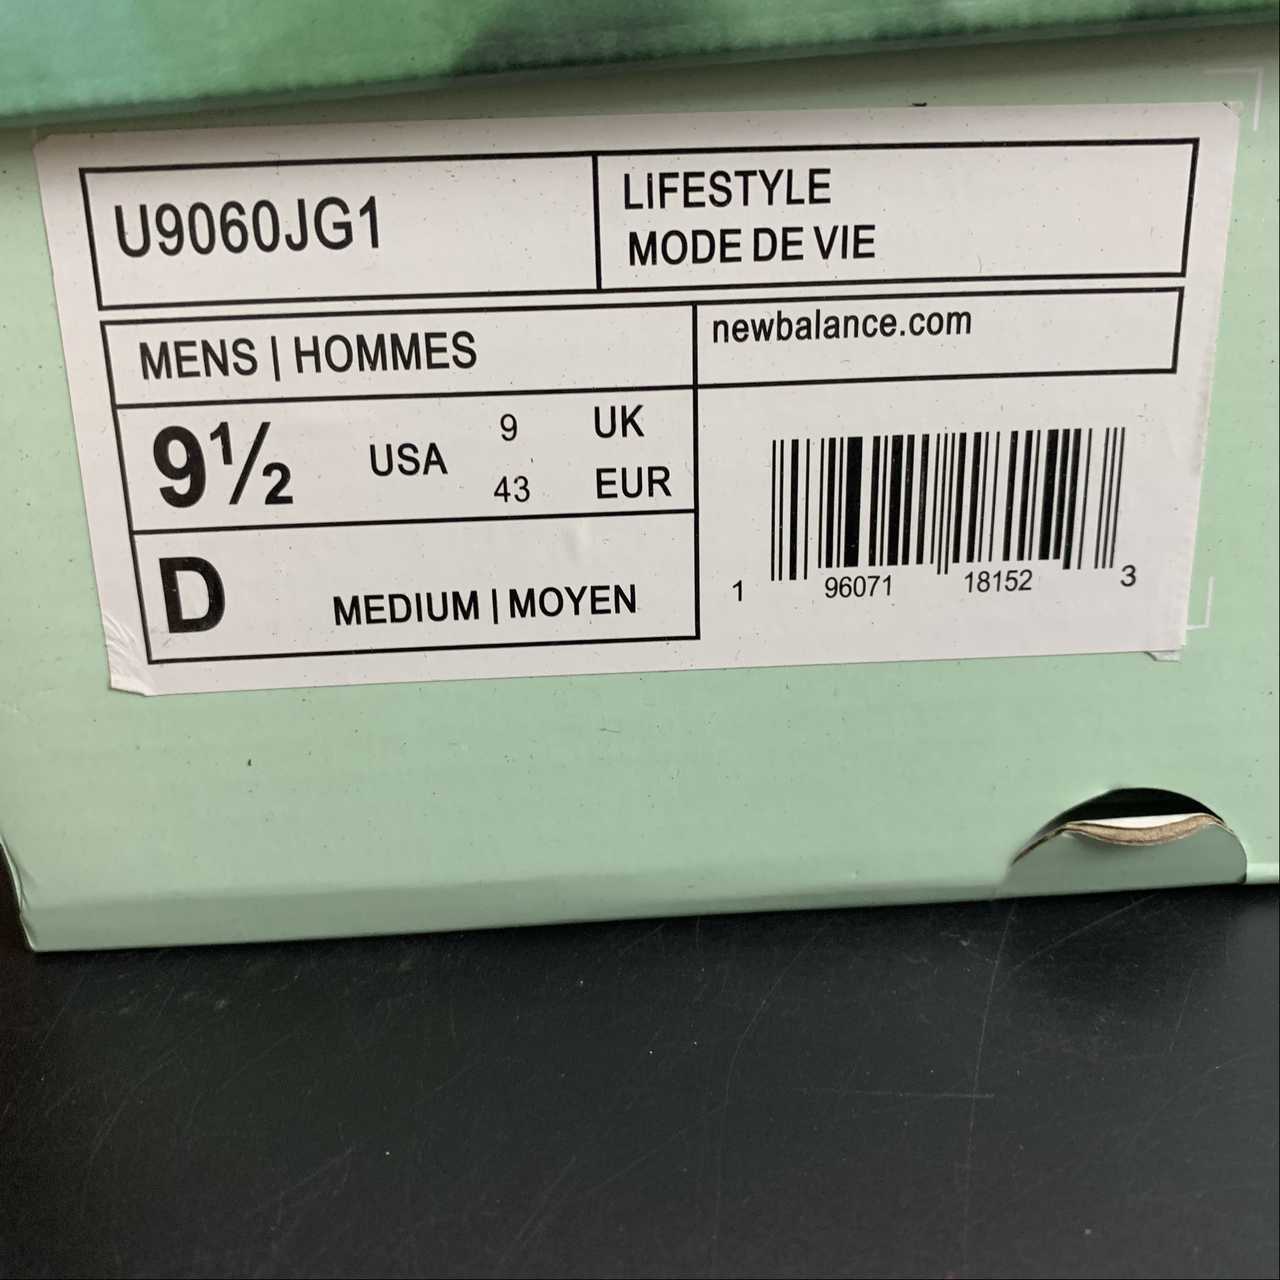 U9060JG1
LIFESTYLE
MODE DE VIE
MENS | HOMMES
newbalance.com
9½ USA 9 UK
43 EUR
D MEDIUM | MOYEN
1 96071 18152 3